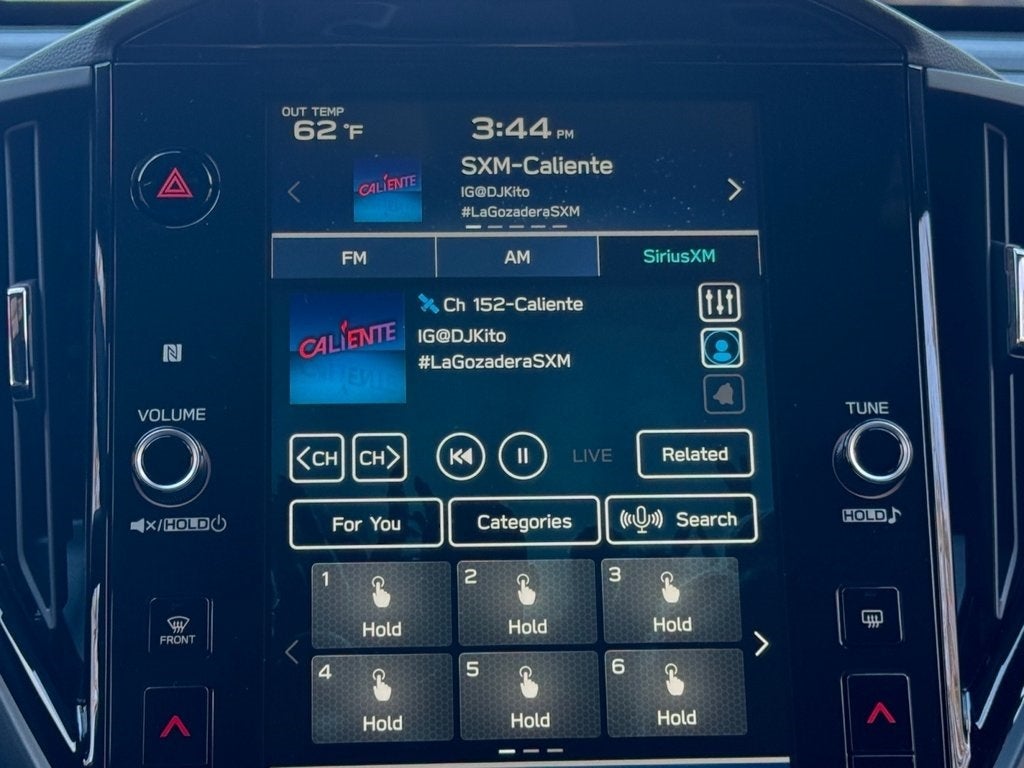 OUT TEMP
62 °F
3:44 PM
CALIENTE
SXM-Caliente
IG@DJKito
#LaGozaderaSXM
FM
AM
SiriusXM
CALIENTE
Ch 152-Caliente
IG@DJKito
#LaGozaderaSXM
VOLUME
TUNE
<CH
CH>
LIVE
Related
HOLD
HOLD
For You
Categories
Search
1
Hold
2
Hold
3
Hold
FRONT
4
Hold
5
Hold
6
Hold